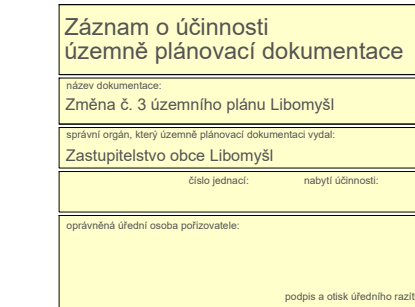 Záznam o účinnosti
územně plánovací dokumentace
název dokumentace:
Změna č. 3 územního plánu Libomyšl
správní orgán, který územně plánovací dokumentaci vydal:
Zastupitelstvo obce Libomyšl
číslo jednací: nabytí účinnosti:
oprávněná úřední osoba pořizovatele:
podpis a otisk úředního